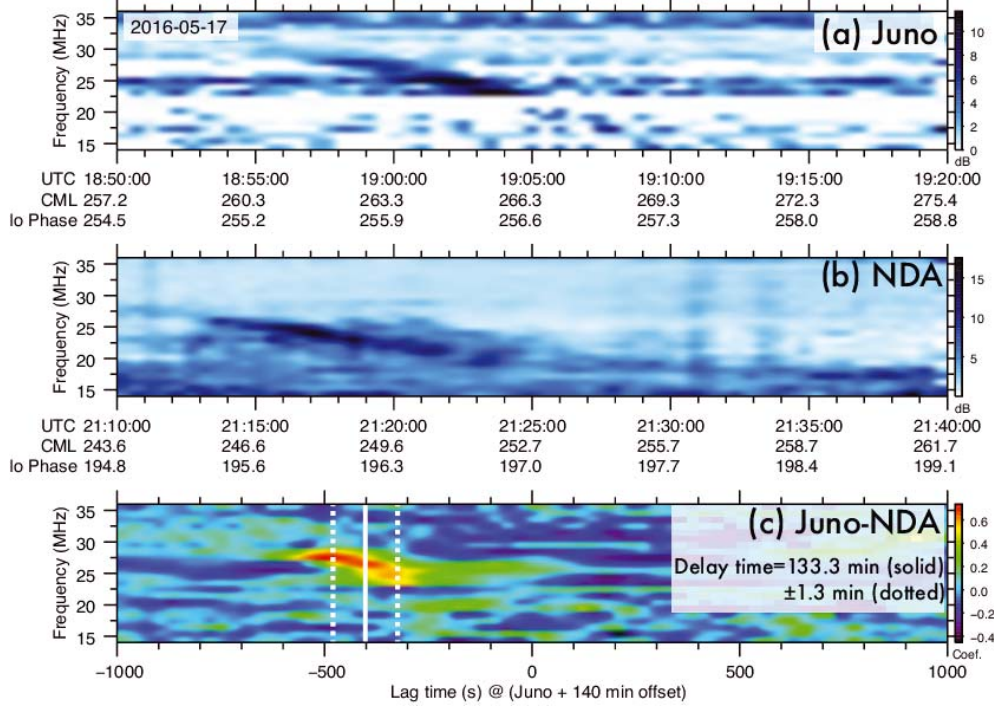 2016-05-17
(a) Juno
Frequency (MHz)
35
30
25
20
15
10
8
6
4
2
0
dB
UTC 18:50:00 18:55:00 19:00:00 19:05:00 19:10:00 19:15:00 19:20:00
CML 257.2 260.3 263.3 266.3 269.3 272.3 275.4
Io Phase 254.5 255.2 255.9 256.6 257.3 258.0 258.8
(b) NDA
Frequency (MHz)
35
30
25
20
15
15
10
5
dB
UTC 21:10:00 21:15:00 21:20:00 21:25:00 21:30:00 21:35:00 21:40:00
CML 243.6 246.6 249.6 252.7 255.7 258.7 261.7
Io Phase 194.8 195.6 196.3 197.0 197.7 198.4 199.1
(c) Juno-NDA
Delay time=133.3 min (solid)
±1.3 min (dotted)
Frequency (MHz)
35
30
25
20
15
0.6
0.4
0.2
0.0
-0.2
-0.4
Coef.
-1000 -500 0 500 1000
Lag time (s) @ (Juno + 140 min offset)